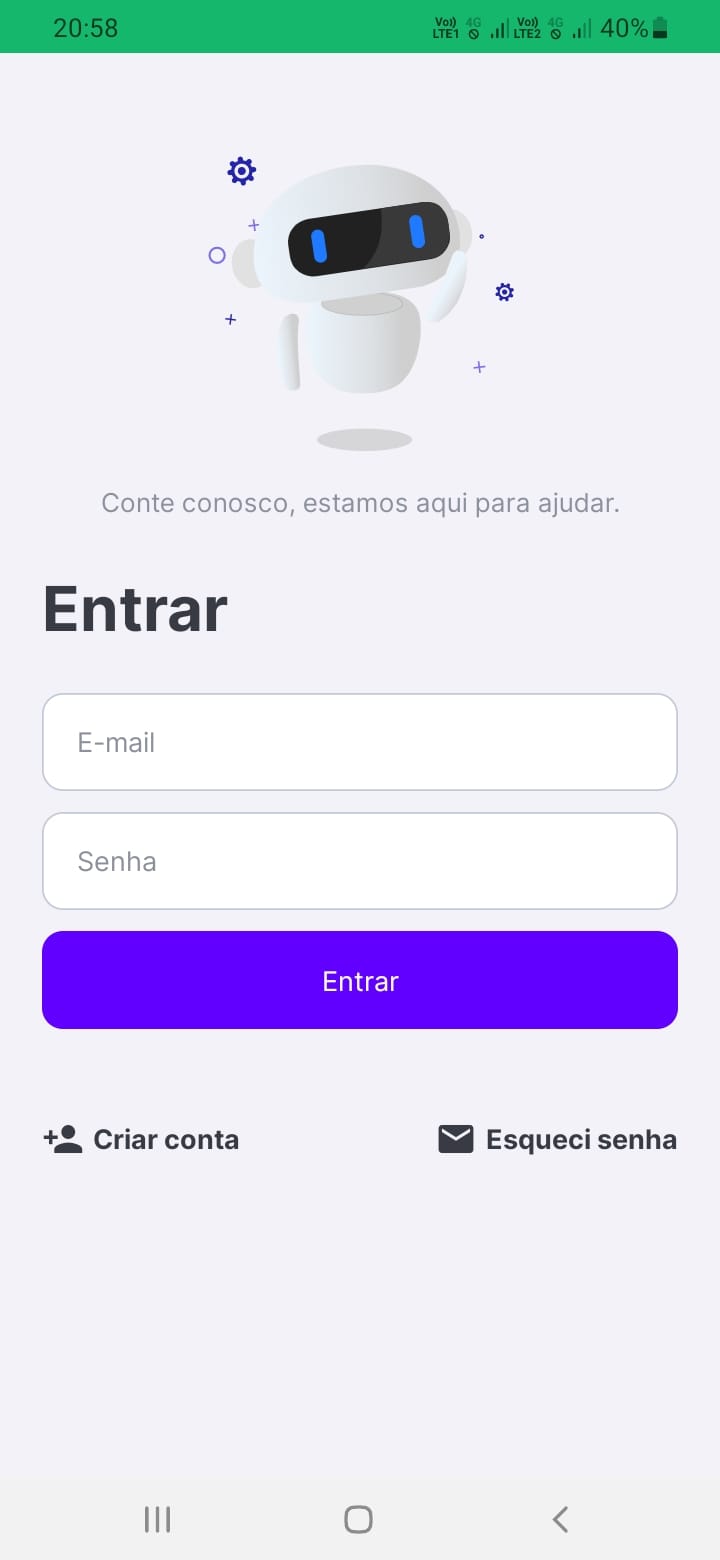 20:58 Vo)) LTE1 4G Vo)) LTE2 4G 40%
Conte conosco, estamos aqui para ajudar.
Entrar
E-mail
Senha
Entrar
Criar conta Esqueci senha